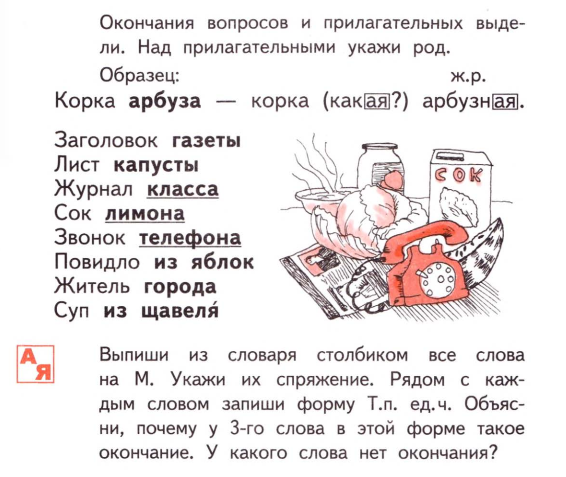 Окончания вопросов и прилагательных выде-
ли. Над прилагательными укажи род.
Образец: ж.р.
Корка арбуза — корка (какая?) арбузная.
Заголовок газеты
Лист капусты
Журнал класса
Сок лимона
Звонок телефона
Повидло из яблок
Житель города
Суп из щавеля́
СОК
А
Я
Выпиши из словаря столбиком все слова
на М. Укажи их спряжение. Рядом с каж-
дым словом запиши форму Т.п. ед.ч. Объяс-
ни, почему у 3-го слова в этой форме такое
окончание. У какого слова нет окончания?